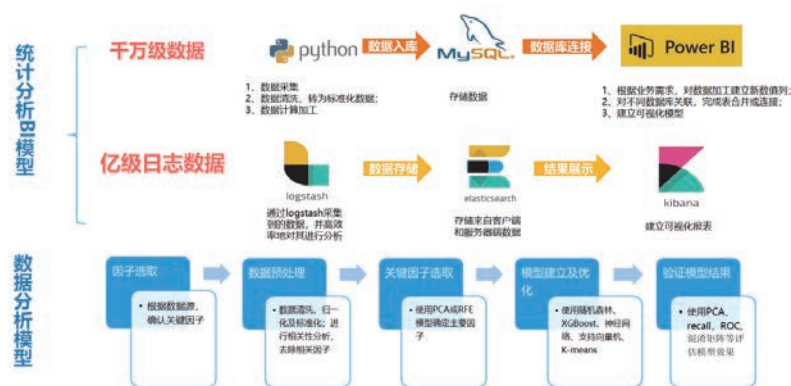 统计分析BI模型
千万级数据
python
数据入库
MySQL
数据库连接
Power BI
1、数据采集
2、数据清洗，转为标准化数据；
3、数据计算加工
存储数据
1、根据业务需求，对数据加工建立新数值列；
2、对不同数据库关联，完成表合并或连接；
3、建立可视化模型
亿级日志数据
logstash
数据存储
elasticsearch
结果展示
kibana
通过logstash采集
到的数据，并高效
率地对其进行分析
存储来自客户端
和服务器端数据
建立可视化报表
数据分析模型
因子选取
• 根据数据源，
确认关键因子
数据预处理
• 数据清洗、归一
化及标准化；进
行相关性分析，
去除相关因子
关键因子选取
• 使用PCA或RFE
模型确定主要因
子
模型建立及优
化
• 使用随机森林、
XGBoost、神经网
络、支持向量机、
K-means
验证模型结果
• 使用PCA、
recall、ROC、
混淆矩阵等评
估模型效果